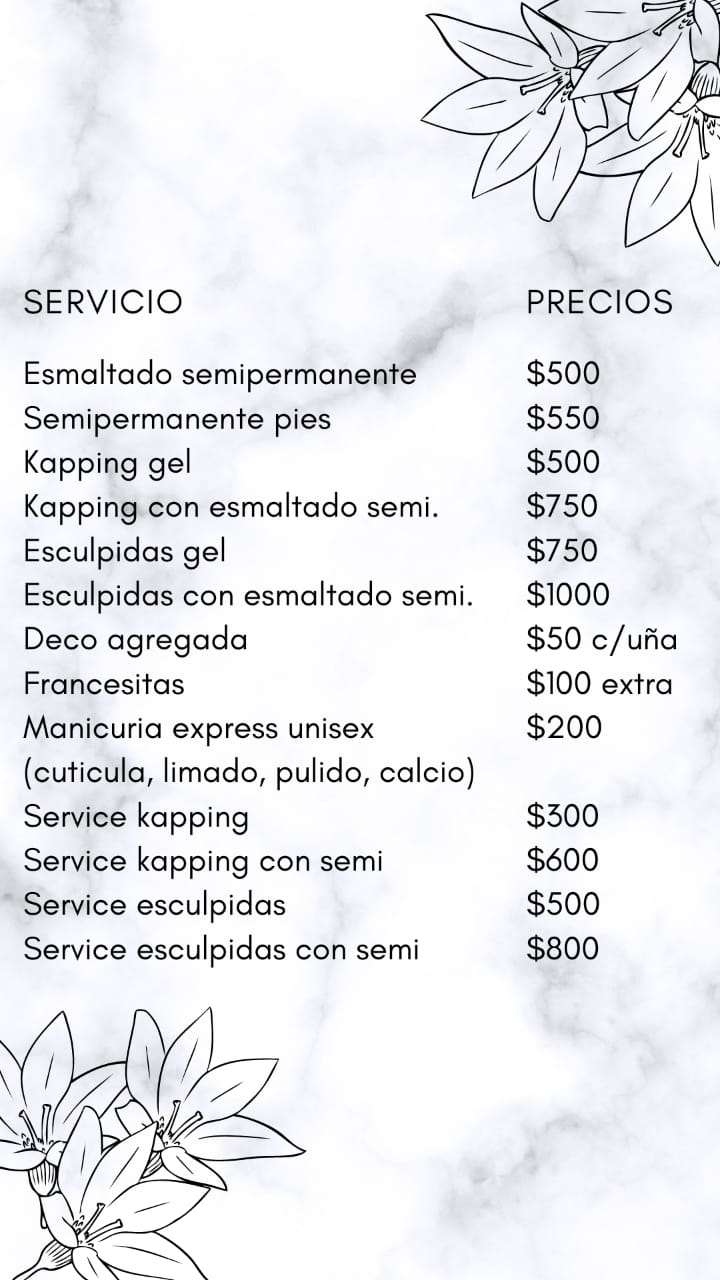 SERVICIO PRECIOS
Esmaltado semipermanente $500
Semipermanente pies $550
Kapping gel $500
Kapping con esmaltado semi. $750
Esculpidas gel $750
Esculpidas con esmaltado semi. $1000
Deco agregada $50 c/uña
Francesitas $100 extra
Manicuria express unisex $200
(cuticula, limado, pulido, calcio)
Service kapping $300
Service kapping con semi $600
Service esculpidas $500
Service esculpidas con semi $800